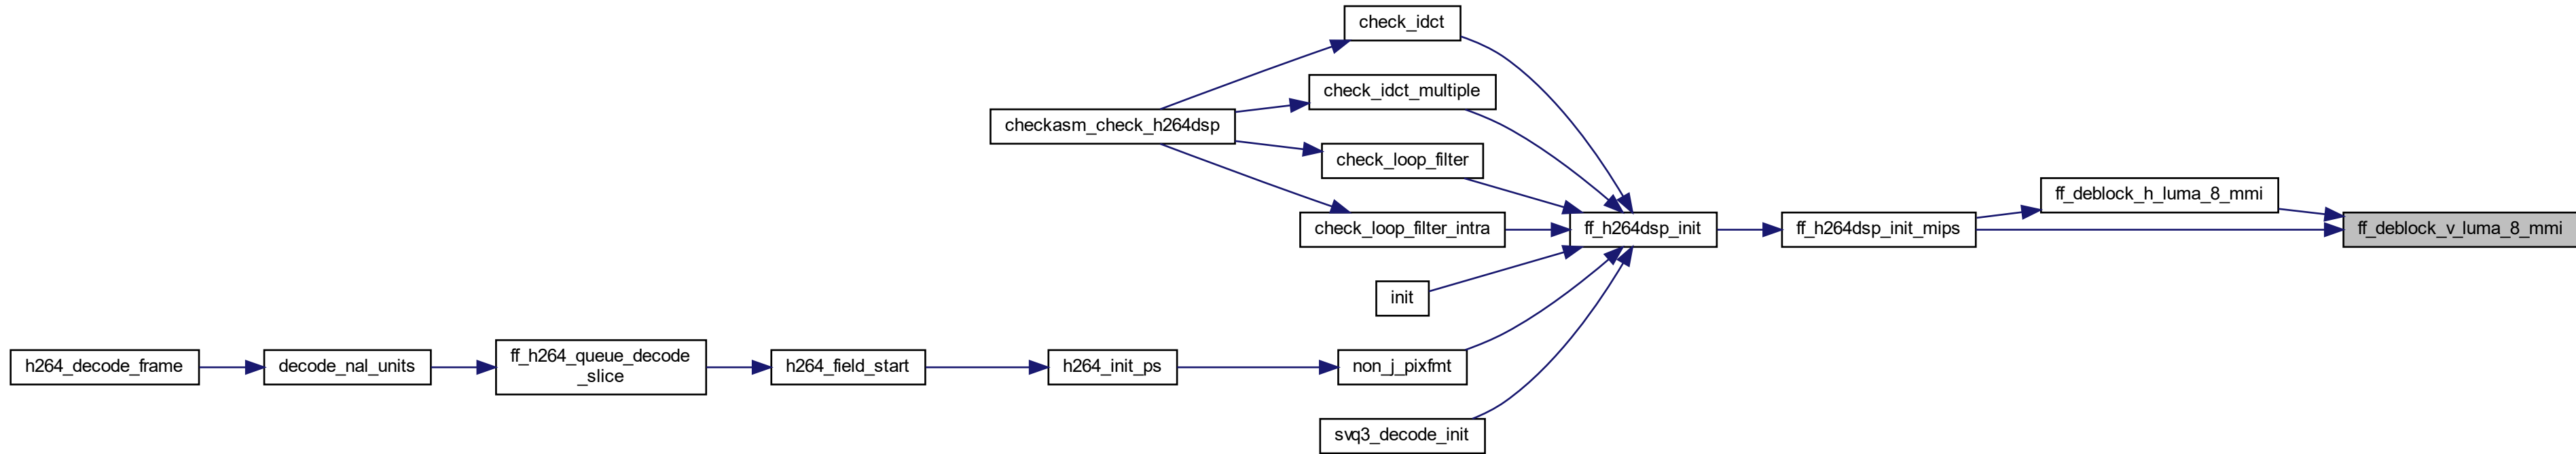 check_idct
check_idct_multiple
checkasm_check_h264dsp
check_loop_filter
ff_deblock_h_luma_8_mmi
check_loop_filter_intra
ff_h264dsp_init
ff_h264dsp_init_mips
ff_deblock_v_luma_8_mmi
init
h264_decode_frame
decode_nal_units
ff_h264_queue_decode
_slice
h264_field_start
h264_init_ps
non_j_pixfmt
svq3_decode_init